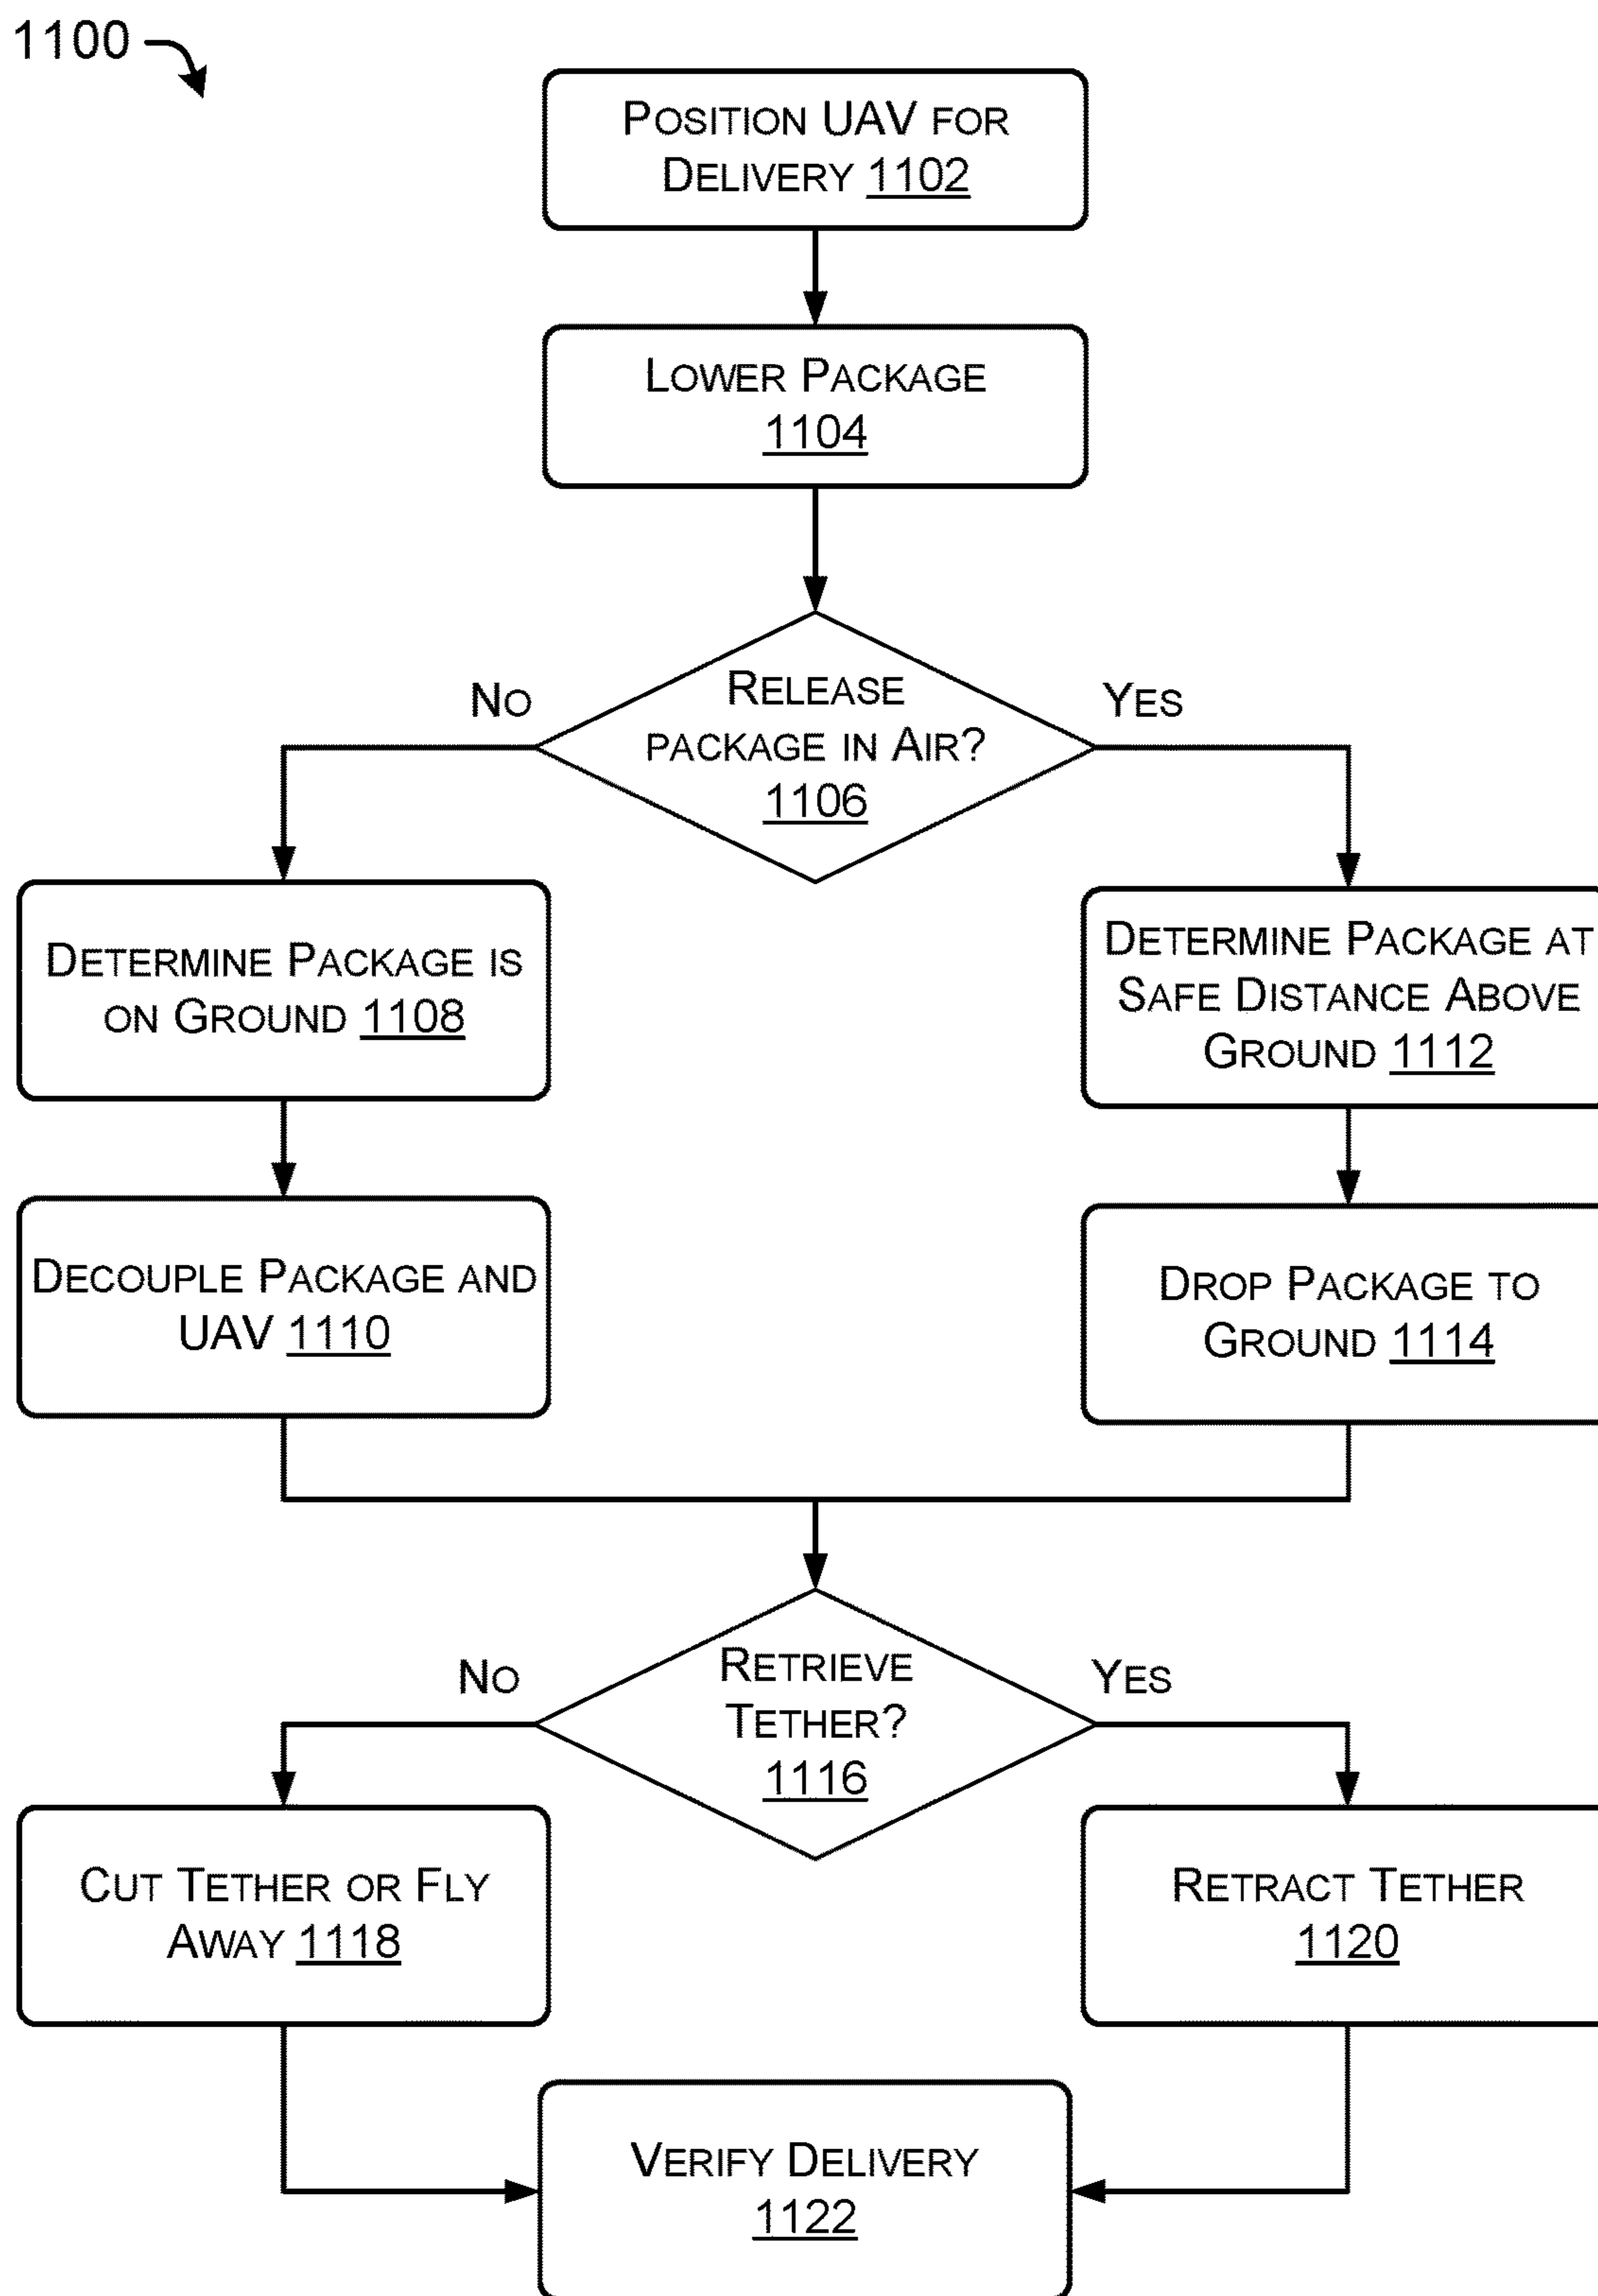 1100
Position UAV for
Delivery 1102
Lower Package
1104
Release
package in Air?
1106
No
Yes
Determine Package is
on Ground 1108
Determine Package at
Safe Distance Above
Ground 1112
Decouple Package and
UAV 1110
Drop Package to
Ground 1114
Retrieve
Tether?
1116
No
Yes
Cut Tether or Fly
Away 1118
Retract Tether
1120
Verify Delivery
1122